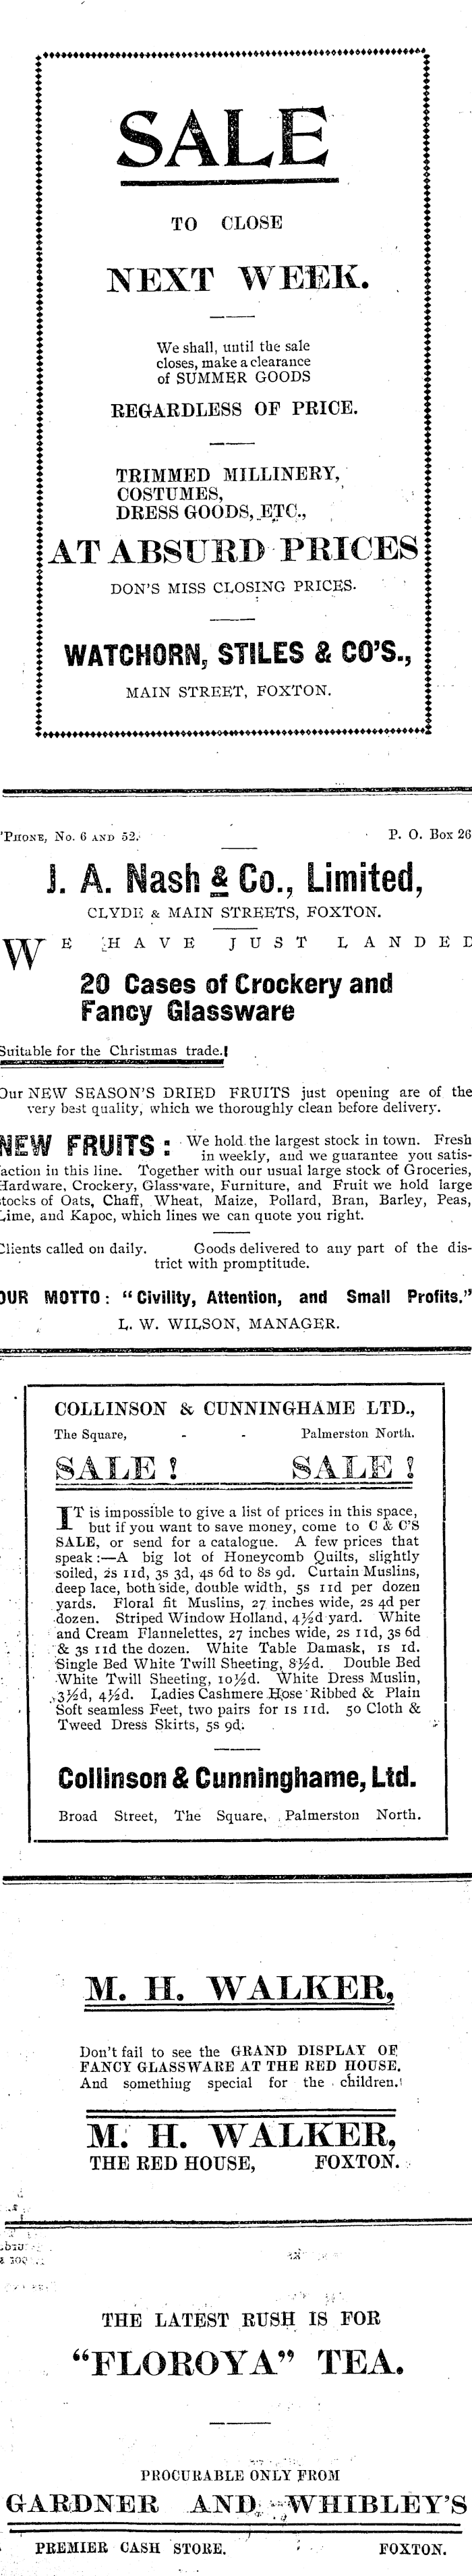 SALE
TO CLOSE
NEXT WEEK.
We shall, until the sale
closes, make a clearance
of SUMMER GOODS
REGARDLESS OF PRICE.
TRIMMED MILLINERY,
COSTUMES,
DRESS GOODS, ETC.,
AT ABSURD PRICES
DON'S MISS CLOSING PRICES.
WATCHORN, STILES & CO'S.,
MAIN STREET, FOXTON.
'PHONE, No. 6 AND 52. P. O. Box 26
J. A. Nash & Co., Limited,
CLYDE & MAIN STREETS, FOXTON.
WE HAVE JUST LANDED
20 Cases of Crockery and
Fancy Glassware
Suitable for the Christmas trade.
Our NEW SEASON'S DRIED FRUITS just opening are of the
very best quality, which we thoroughly clean before delivery.
NEW FRUITS: We hold the largest stock in town. Fresh
in weekly, and we guarantee you satis-
faction in this line. Together with our usual large stock of Groceries,
Hardware, Crockery, Glassware, Furniture, and Fruit we hold large
stocks of Oats, Chaff, Wheat, Maize, Pollard, Bran, Barley, Peas,
Lime, and Kapoc, which lines we can quote you right.
Clients called on daily. Goods delivered to any part of the dis-
trict with promptitude.
OUR MOTTO: "Civility, Attention, and Small Profits."
L. W. WILSON, MANAGER.
COLLINSON & CUNNINGHAME LTD.,
The Square, - - Palmerston North.
SALE! SALE!
IT is impossible to give a list of prices in this space,
but if you want to save money, come to C & C'S
SALE, or send for a catalogue. A few prices that
speak:—A big lot of Honeycomb Quilts, slightly
soiled, 2s 11d, 3s 3d, 4s 6d to 8s 9d. Curtain Muslins,
deep lace, both side, double width, 5s 11d per dozen
yards. Floral fit Muslins, 27 inches wide, 2s 4d per
dozen. Striped Window Holland, 4½d yard. White
and Cream Flannelettes, 27 inches wide, 2s 11d, 3s 6d
& 3s 11d the dozen. White Table Damask, 1s 1d.
Single Bed White Twill Sheeting, 8½d. Double Bed
White Twill Sheeting, 10½d. White Dress Muslin,
3½d, 4½d. Ladies Cashmere Hose Ribbed & Plain
Soft seamless Feet, two pairs for 1s 11d. 50 Cloth &
Tweed Dress Skirts, 5s 9d.
Collinson & Cunninghame, Ltd.
Broad Street, The Square, Palmerston North.
M. H. WALKER,
Don't fail to see the GRAND DISPLAY OF
FANCY GLASSWARE AT THE RED HOUSE.
And something special for the children.
M. H. WALKER,
THE RED HOUSE, FOXTON.
THE LATEST RUSH IS FOR
"FLOROYA" TEA.
PROCURABLE ONLY FROM
GARDNER AND WHIBLEY'S
PREMIER CASH STORE. FOXTON.